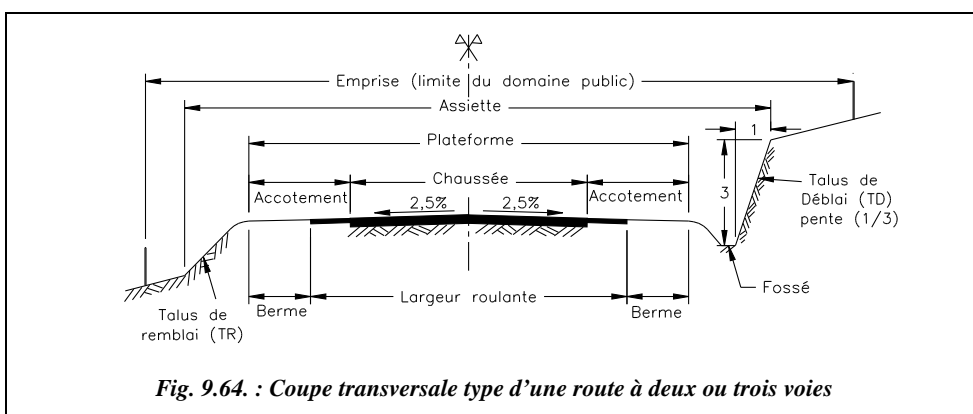 Emprise (limite du domaine public)
Assiette
1
Plateforme
Chaussée
Accotement
Accotement
2,5%
2,5%
3
Talus de
Déblai (TD)
pente (1/3)
Largeur roulante
Fossé
Berme
Berme
Talus de
remblai (TR)
Fig. 9.64. : Coupe transversale type d'une route à deux ou trois voies